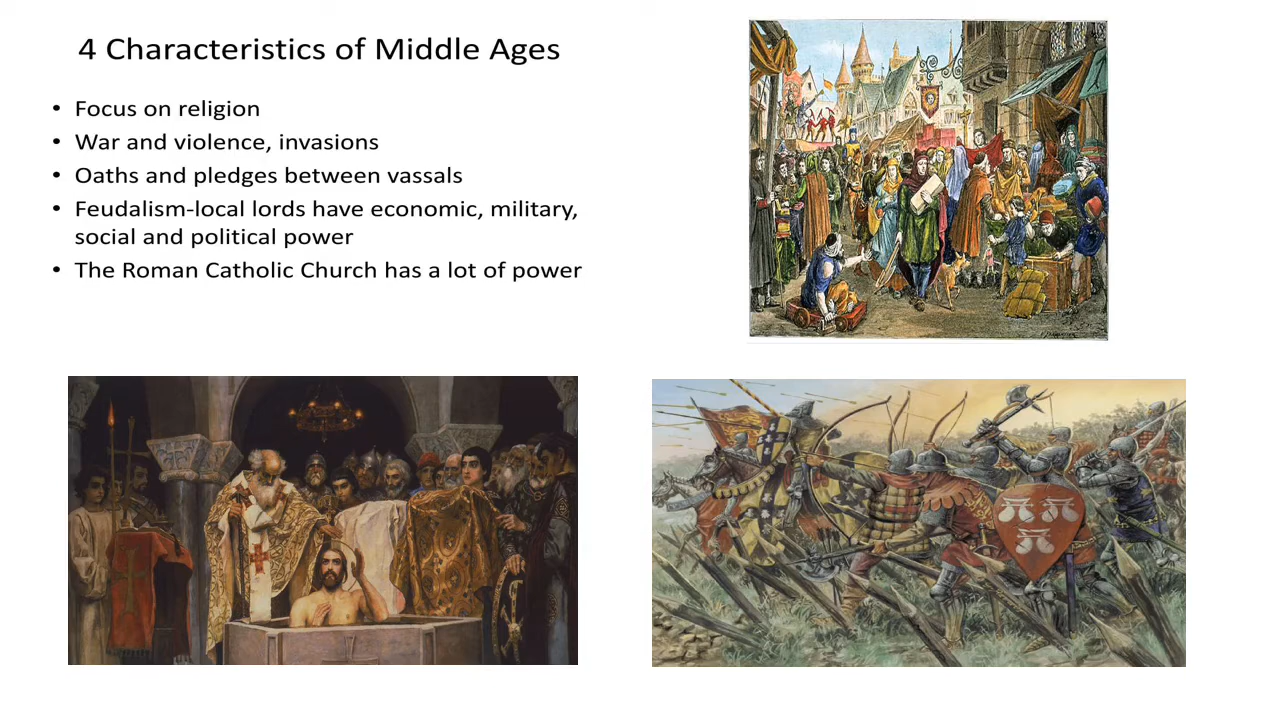 4 Characteristics of Middle Ages
• Focus on religion
• War and violence, invasions
• Oaths and pledges between vassals
• Feudalism-local lords have economic, military,
social and political power
• The Roman Catholic Church has a lot of power